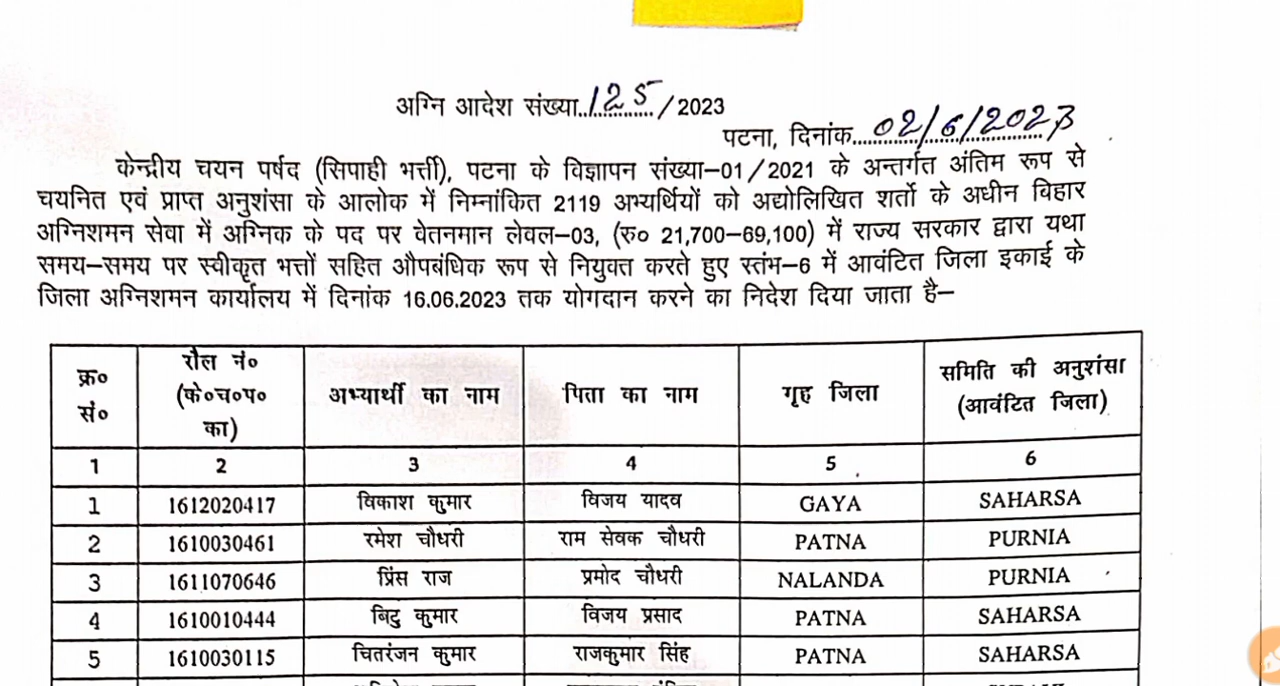 अग्नि आदेश संख्या..125../2023
पटना, दिनांक...02/6/2023
केन्द्रीय चयन पर्षद (सिपाही भर्त्ती), पटना के विज्ञापन संख्या–01/2021 के अन्तर्गत अंतिम रूप से
चयनित एवं प्राप्त अनुशंसा के आलोक में निम्नांकित 2119 अभ्यर्थियों को अद्योलिखित शर्तो के अधीन बिहार
अग्निशमन सेवा में अग्निक के पद पर वेतनमान लेवल–03, (रु० 21,700–69,100) में राज्य सरकार द्वारा यथा
समय–समय पर स्वीकृत भत्तों सहित औपबंधिक रूप से नियुक्त करते हुए स्तंभ–6 में आवंटित जिला इकाई के
जिला अग्निशमन कार्यालय में दिनांक 16.06.2023 तक योगदान करने का निदेश दिया जाता है–
क्र० सं० रौल नं० (के०च०प० का) अभ्यार्थी का नाम पिता का नाम गृह जिला समिति की अनुशंसा (आवंटित जिला)
1 2 3 4 5 6
1 1612020417 विकाश कुमार विजय यादव GAYA SAHARSA
2 1610030461 रमेश चौधरी राम सेवक चौधरी PATNA PURNIA
3 1611070646 प्रिंस राज प्रमोद चौधरी NALANDA PURNIA
4 1610010444 बिटु कुमार विजय प्रसाद PATNA SAHARSA
5 1610030115 चितरंजन कुमार राजकुमार सिंह PATNA SAHARSA